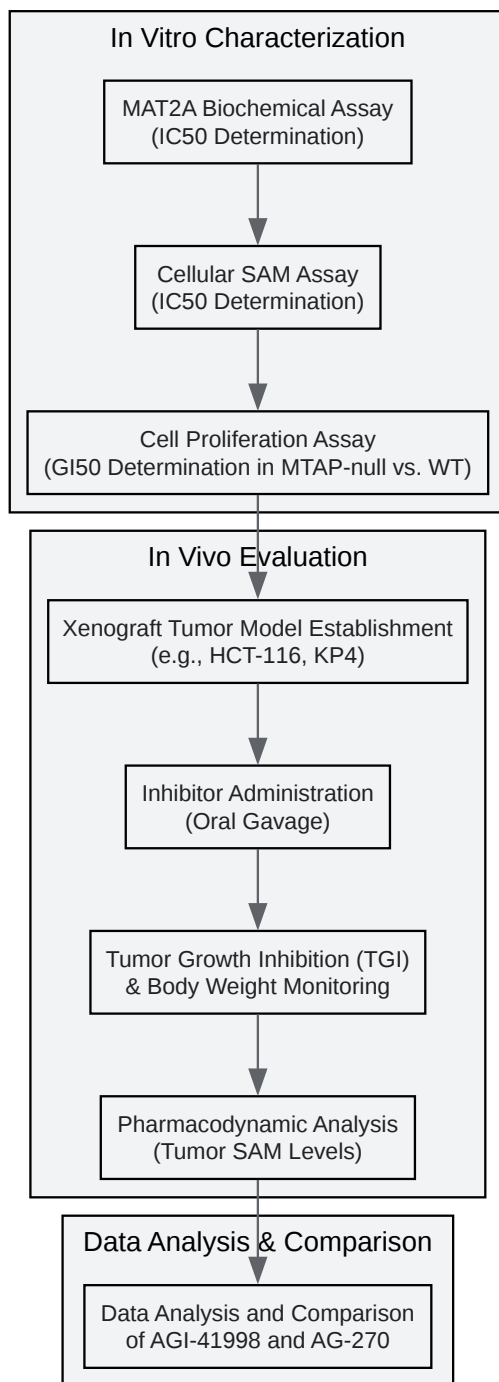 In Vitro Characterization
MAT2A Biochemical Assay
(IC50 Determination)
Cellular SAM Assay
(IC50 Determination)
Cell Proliferation Assay
(GI50 Determination in MTAP-null vs. WT)
In Vivo Evaluation
Xenograft Tumor Model Establishment
(e.g., HCT-116, KP4)
Inhibitor Administration
(Oral Gavage)
Tumor Growth Inhibition (TGI)
& Body Weight Monitoring
Pharmacodynamic Analysis
(Tumor SAM Levels)
Data Analysis & Comparison
Data Analysis and Comparison
of AGI-41998 and AG-270